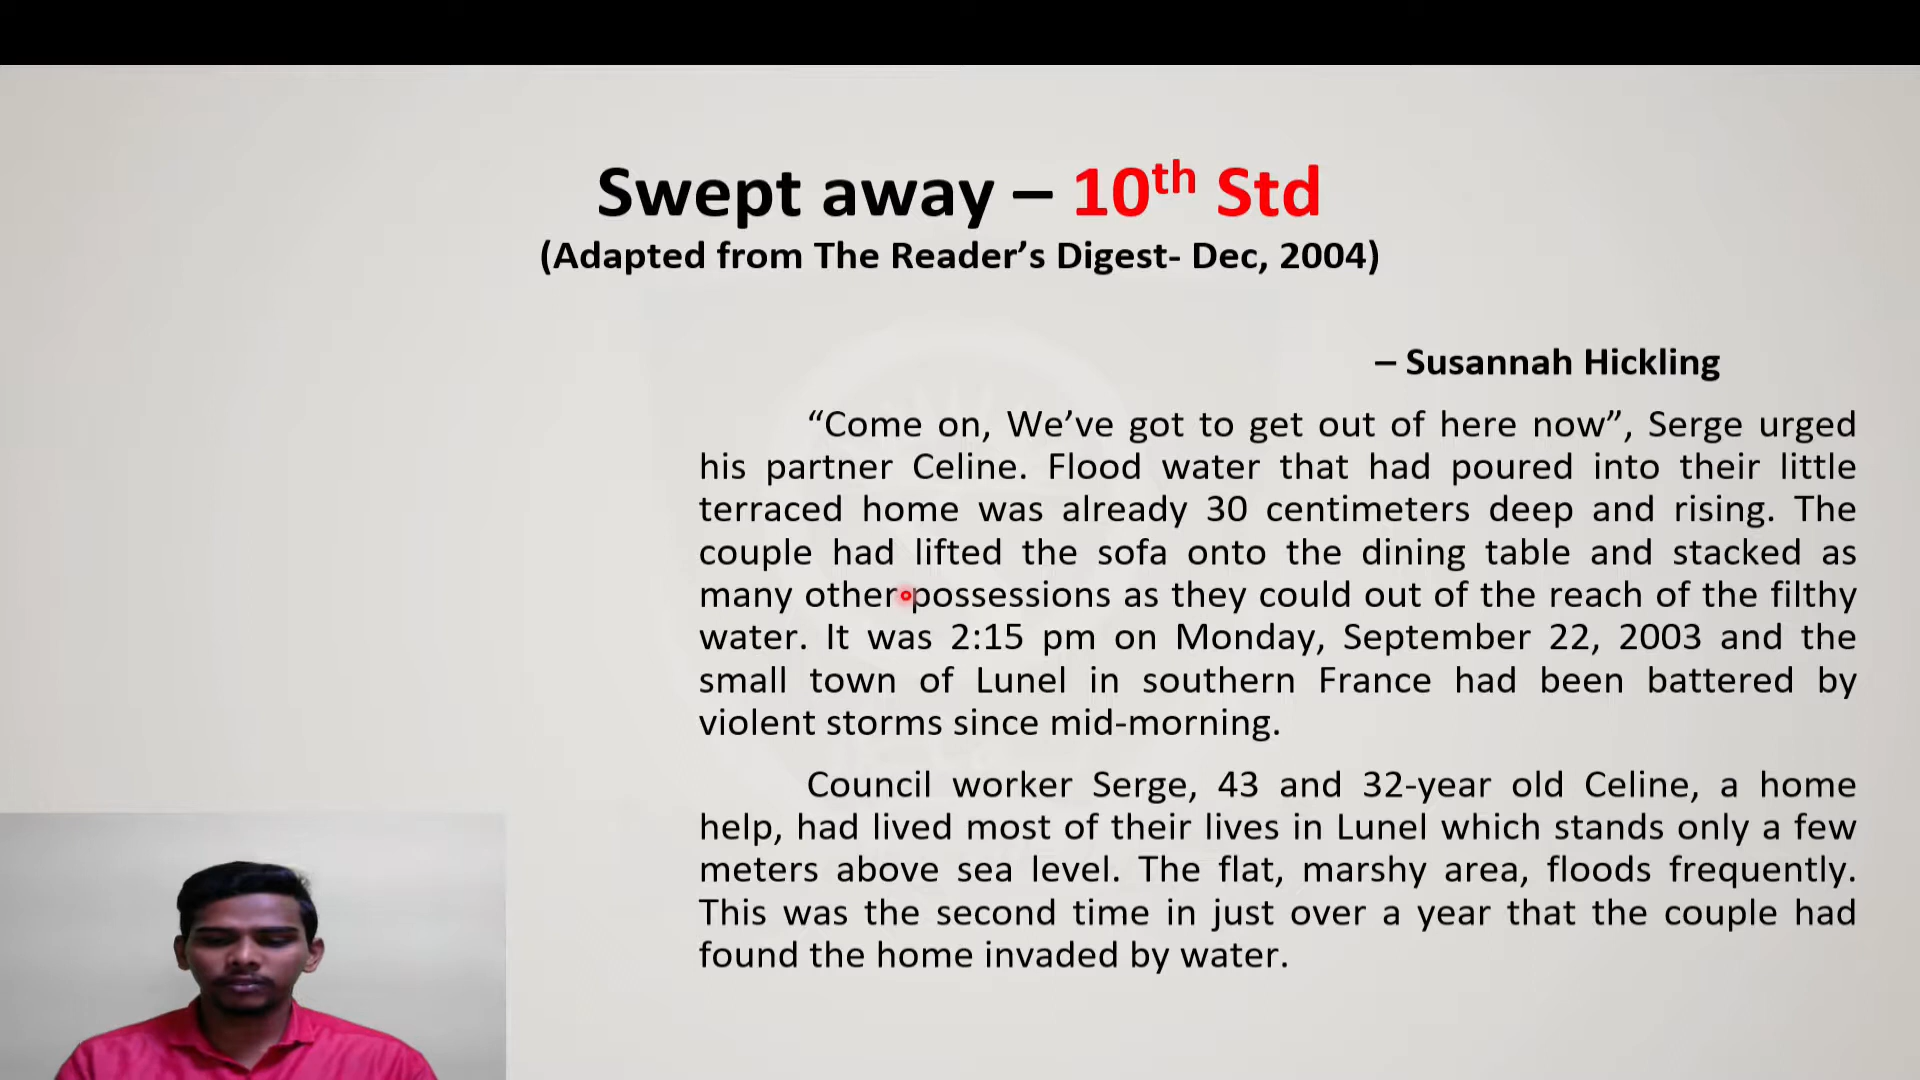 Swept away – 10th Std
(Adapted from The Reader’s Digest- Dec, 2004)
– Susannah Hickling
“Come on, We’ve got to get out of here now”, Serge urged
his partner Celine. Flood water that had poured into their little
terraced home was already 30 centimeters deep and rising. The
couple had lifted the sofa onto the dining table and stacked as
many other possessions as they could out of the reach of the filthy
water. It was 2:15 pm on Monday, September 22, 2003 and the
small town of Lunel in southern France had been battered by
violent storms since mid-morning.
Council worker Serge, 43 and 32-year old Celine, a home
help, had lived most of their lives in Lunel which stands only a few
meters above sea level. The flat, marshy area, floods frequently.
This was the second time in just over a year that the couple had
found the home invaded by water.